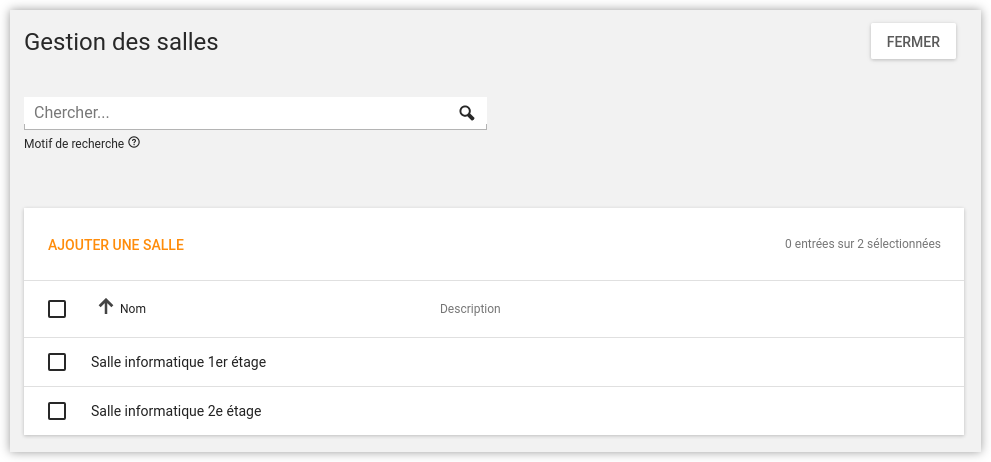 Gestion des salles
FERMER
Chercher...
Motif de recherche ?
AJOUTER UNE SALLE
0 entrées sur 2 sélectionnées
Nom
Description
Salle informatique 1er étage
Salle informatique 2e étage